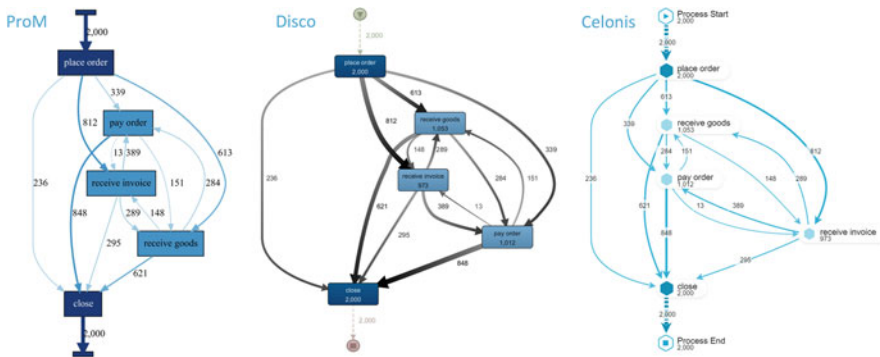 ProM
2,000
place order
339
812
pay order
613
13
389
236
receive invoice
151
284
848
289
148
295
receive goods
621
close
2,000
Disco
2,000
place order
2,000
613
812
receive goods
1,053
339
148
289
receive invoice
973
236
621
284
151
389
13
295
pay order
1,012
848
close
2,000
2,000
Celonis
Process Start
2,000
2,000
place order
2,000
613
receive goods
1,053
339
812
284
151
pay order
1,012
148
289
236
621
13
389
848
receive invoice
973
295
close
2,000
2,000
Process End
2,000